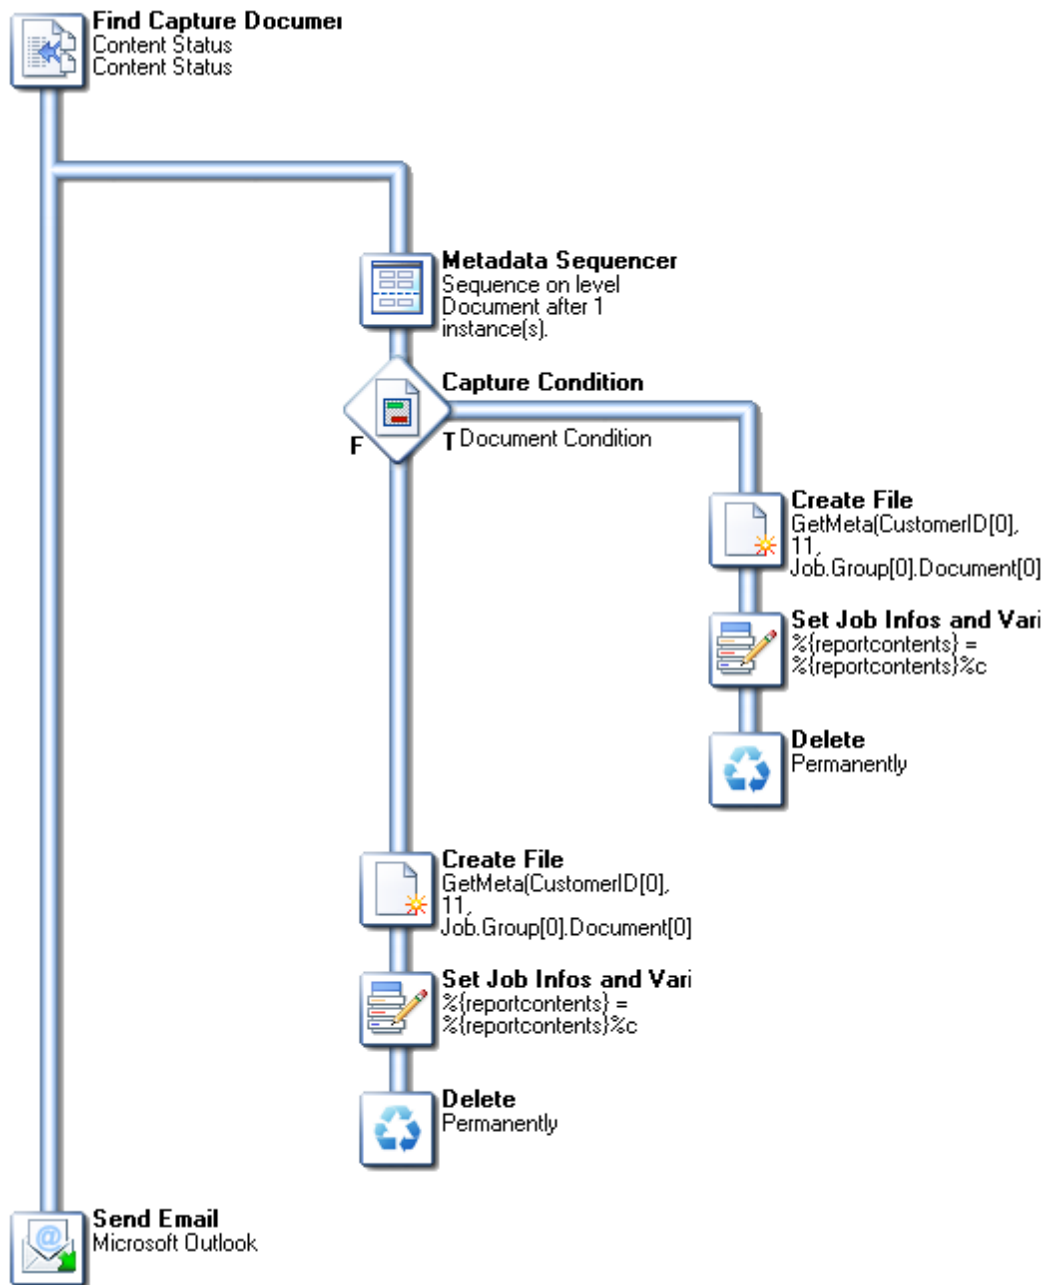 Find Capture Documer
Content Status
Content Status
Metadata Sequencer
Sequence on level
Document after 1
instance(s).
Capture Condition
F
T Document Condition
Create File
GetMeta(CustomerID[0],
11,
Job.Group[0].Document[0]
Set Job Infos and Vari
%{reportcontents} =
%{reportcontents}%c
Delete
Permanently
Create File
GetMeta(CustomerID[0],
11,
Job.Group[0].Document[0]
Set Job Infos and Vari
%{reportcontents} =
%{reportcontents}%c
Delete
Permanently
@
Send Email
Microsoft Outlook